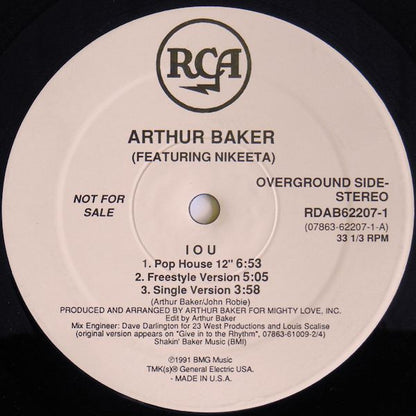 RCA
ARTHUR BAKER
(FEATURING NIKEETA)
NOT FOR
SALE
OVERGROUND SIDE-
STEREO
RDAB62207-1
(07863-62207-1-A)
33 1/3 RPM
I O U
1. Pop House 12" 6:53
2. Freestyle Version 5:05
3. Single Version 3:58
(Arthur Baker/John Robie)
PRODUCED AND ARRANGED BY ARTHUR BAKER FOR MIGHTY LOVE, INC.
Edit by Arthur Baker
Mix Engineer: Dave Darlington for 23 West Productions and Louis Scalise
(original version appears on "Give in to the Rhythm", 07863-61009-2/4)
Shakin' Baker Music (BMI)
℗1991 BMG Music
TMK(s)® General Electric USA.
- MADE IN U.S.A.